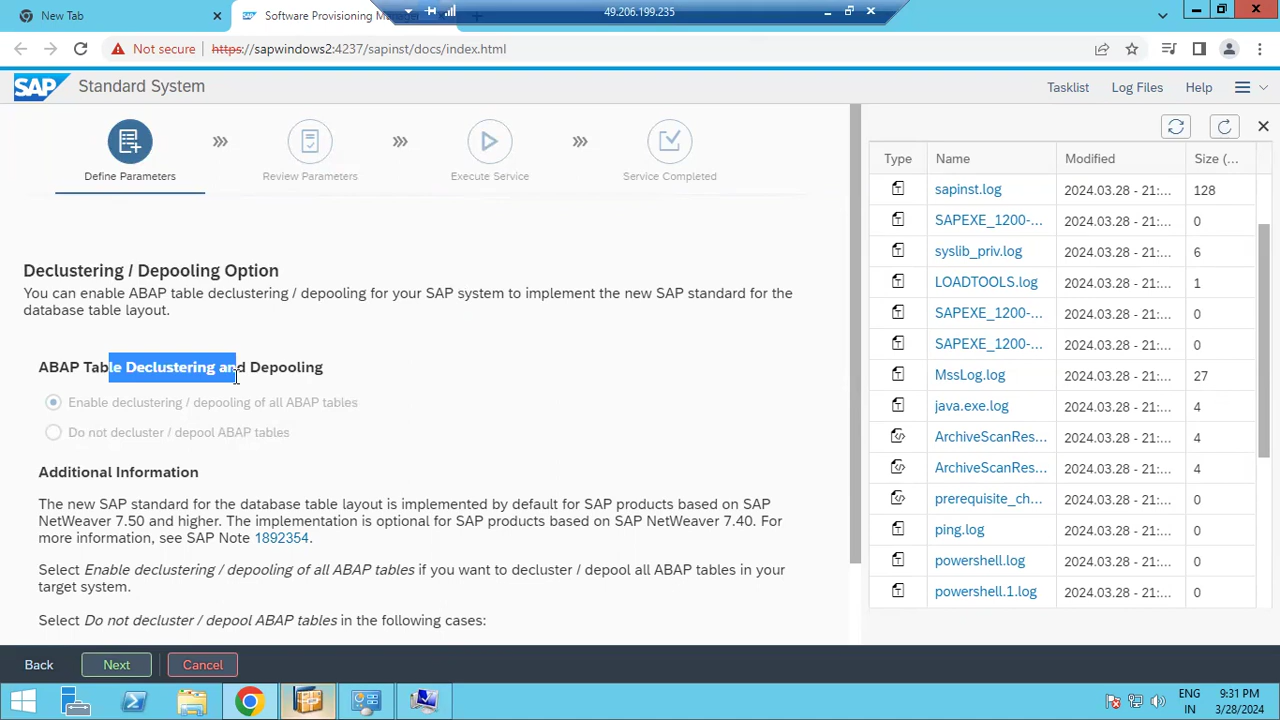 New Tab
Software Provisioning Man
49.206.199.235
Not secure https://sapwindows2:4237/sapinst/docs/index.html
SAP Standard System
Tasklist Log Files Help
Define Parameters
Review Parameters
Execute Service
Service Completed
Declustering / Depooling Option
You can enable ABAP table declustering / depooling for your SAP system to implement the new SAP standard for the
database table layout.
ABAP Table Declustering and Depooling
Enable declustering / depooling of all ABAP tables
Do not decluster / depool ABAP tables
Additional Information
The new SAP standard for the database table layout is implemented by default for SAP products based on SAP
NetWeaver 7.50 and higher. The implementation is optional for SAP products based on SAP NetWeaver 7.40. For
more information, see SAP Note 1892354.
Select Enable declustering / depooling of all ABAP tables if you want to decluster / depool all ABAP tables in your
target system.
Select Do not decluster / depool ABAP tables in the following cases:
Type Name Modified Size (...
sapinst.log 2024.03.28 - 21:... 128
SAPEXE_1200-... 2024.03.28 - 21:... 0
syslib_priv.log 2024.03.28 - 21:... 6
LOADTOOLS.log 2024.03.28 - 21:... 1
SAPEXE_1200-... 2024.03.28 - 21:... 0
SAPEXE_1200-... 2024.03.28 - 21:... 0
MssLog.log 2024.03.28 - 21:... 27
java.exe.log 2024.03.28 - 21:... 4
ArchiveScanRes... 2024.03.28 - 21:... 4
ArchiveScanRes... 2024.03.28 - 21:... 4
prerequisite_ch... 2024.03.28 - 21:... 0
ping.log 2024.03.28 - 21:... 0
powershell.log 2024.03.28 - 21:... 0
powershell.1.log 2024.03.28 - 21:... 0
Back Next Cancel
ENG
IN
9:31 PM
3/28/2024